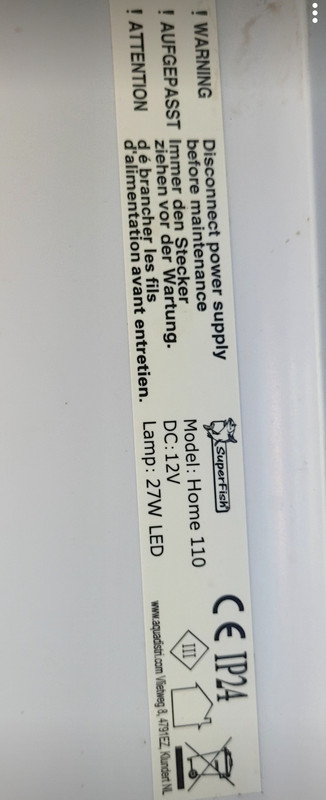 ! WARNING
Disconnect power supply
before maintenance
! AUFGEPASST
Immer den Stecker
ziehen vor der Wartung.
! ATTENTION
d é brancher les fils
d'alimentation avant entretien.
SuperFish
Model: Home 110
DC:12V
Lamp: 27W LED
CE IP24
III
www.aquadistri.com Vlietweg 8, 4791EZ, Klundert NL